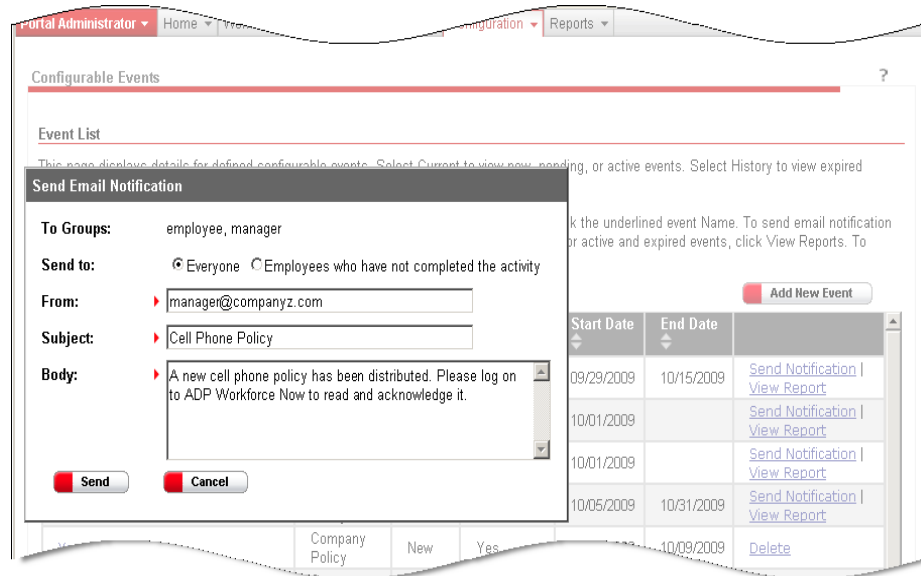 Portal Administrator Home Reports
Configurable Events ?
Event List
This page displays details for defined configurable events. Select Current to view new, pending, or active events. Select History to view expired
Send Email Notification
k the underlined event Name. To send email notification
or active and expired events, click View Reports. To
To Groups: employee, manager
Send to: Everyone Employees who have not completed the activity
From: manager@companyz.com
Subject: Cell Phone Policy
Body: A new cell phone policy has been distributed. Please log on
to ADP Workforce Now to read and acknowledge it.
Send Cancel
Add New Event
Start Date End Date
09/29/2009 10/15/2009 Send Notification |
View Report
10/01/2009 Send Notification |
View Report
10/01/2009 Send Notification |
View Report
10/05/2009 10/31/2009 Send Notification |
View Report
Company
Policy New Yes 10/09/2009 Delete